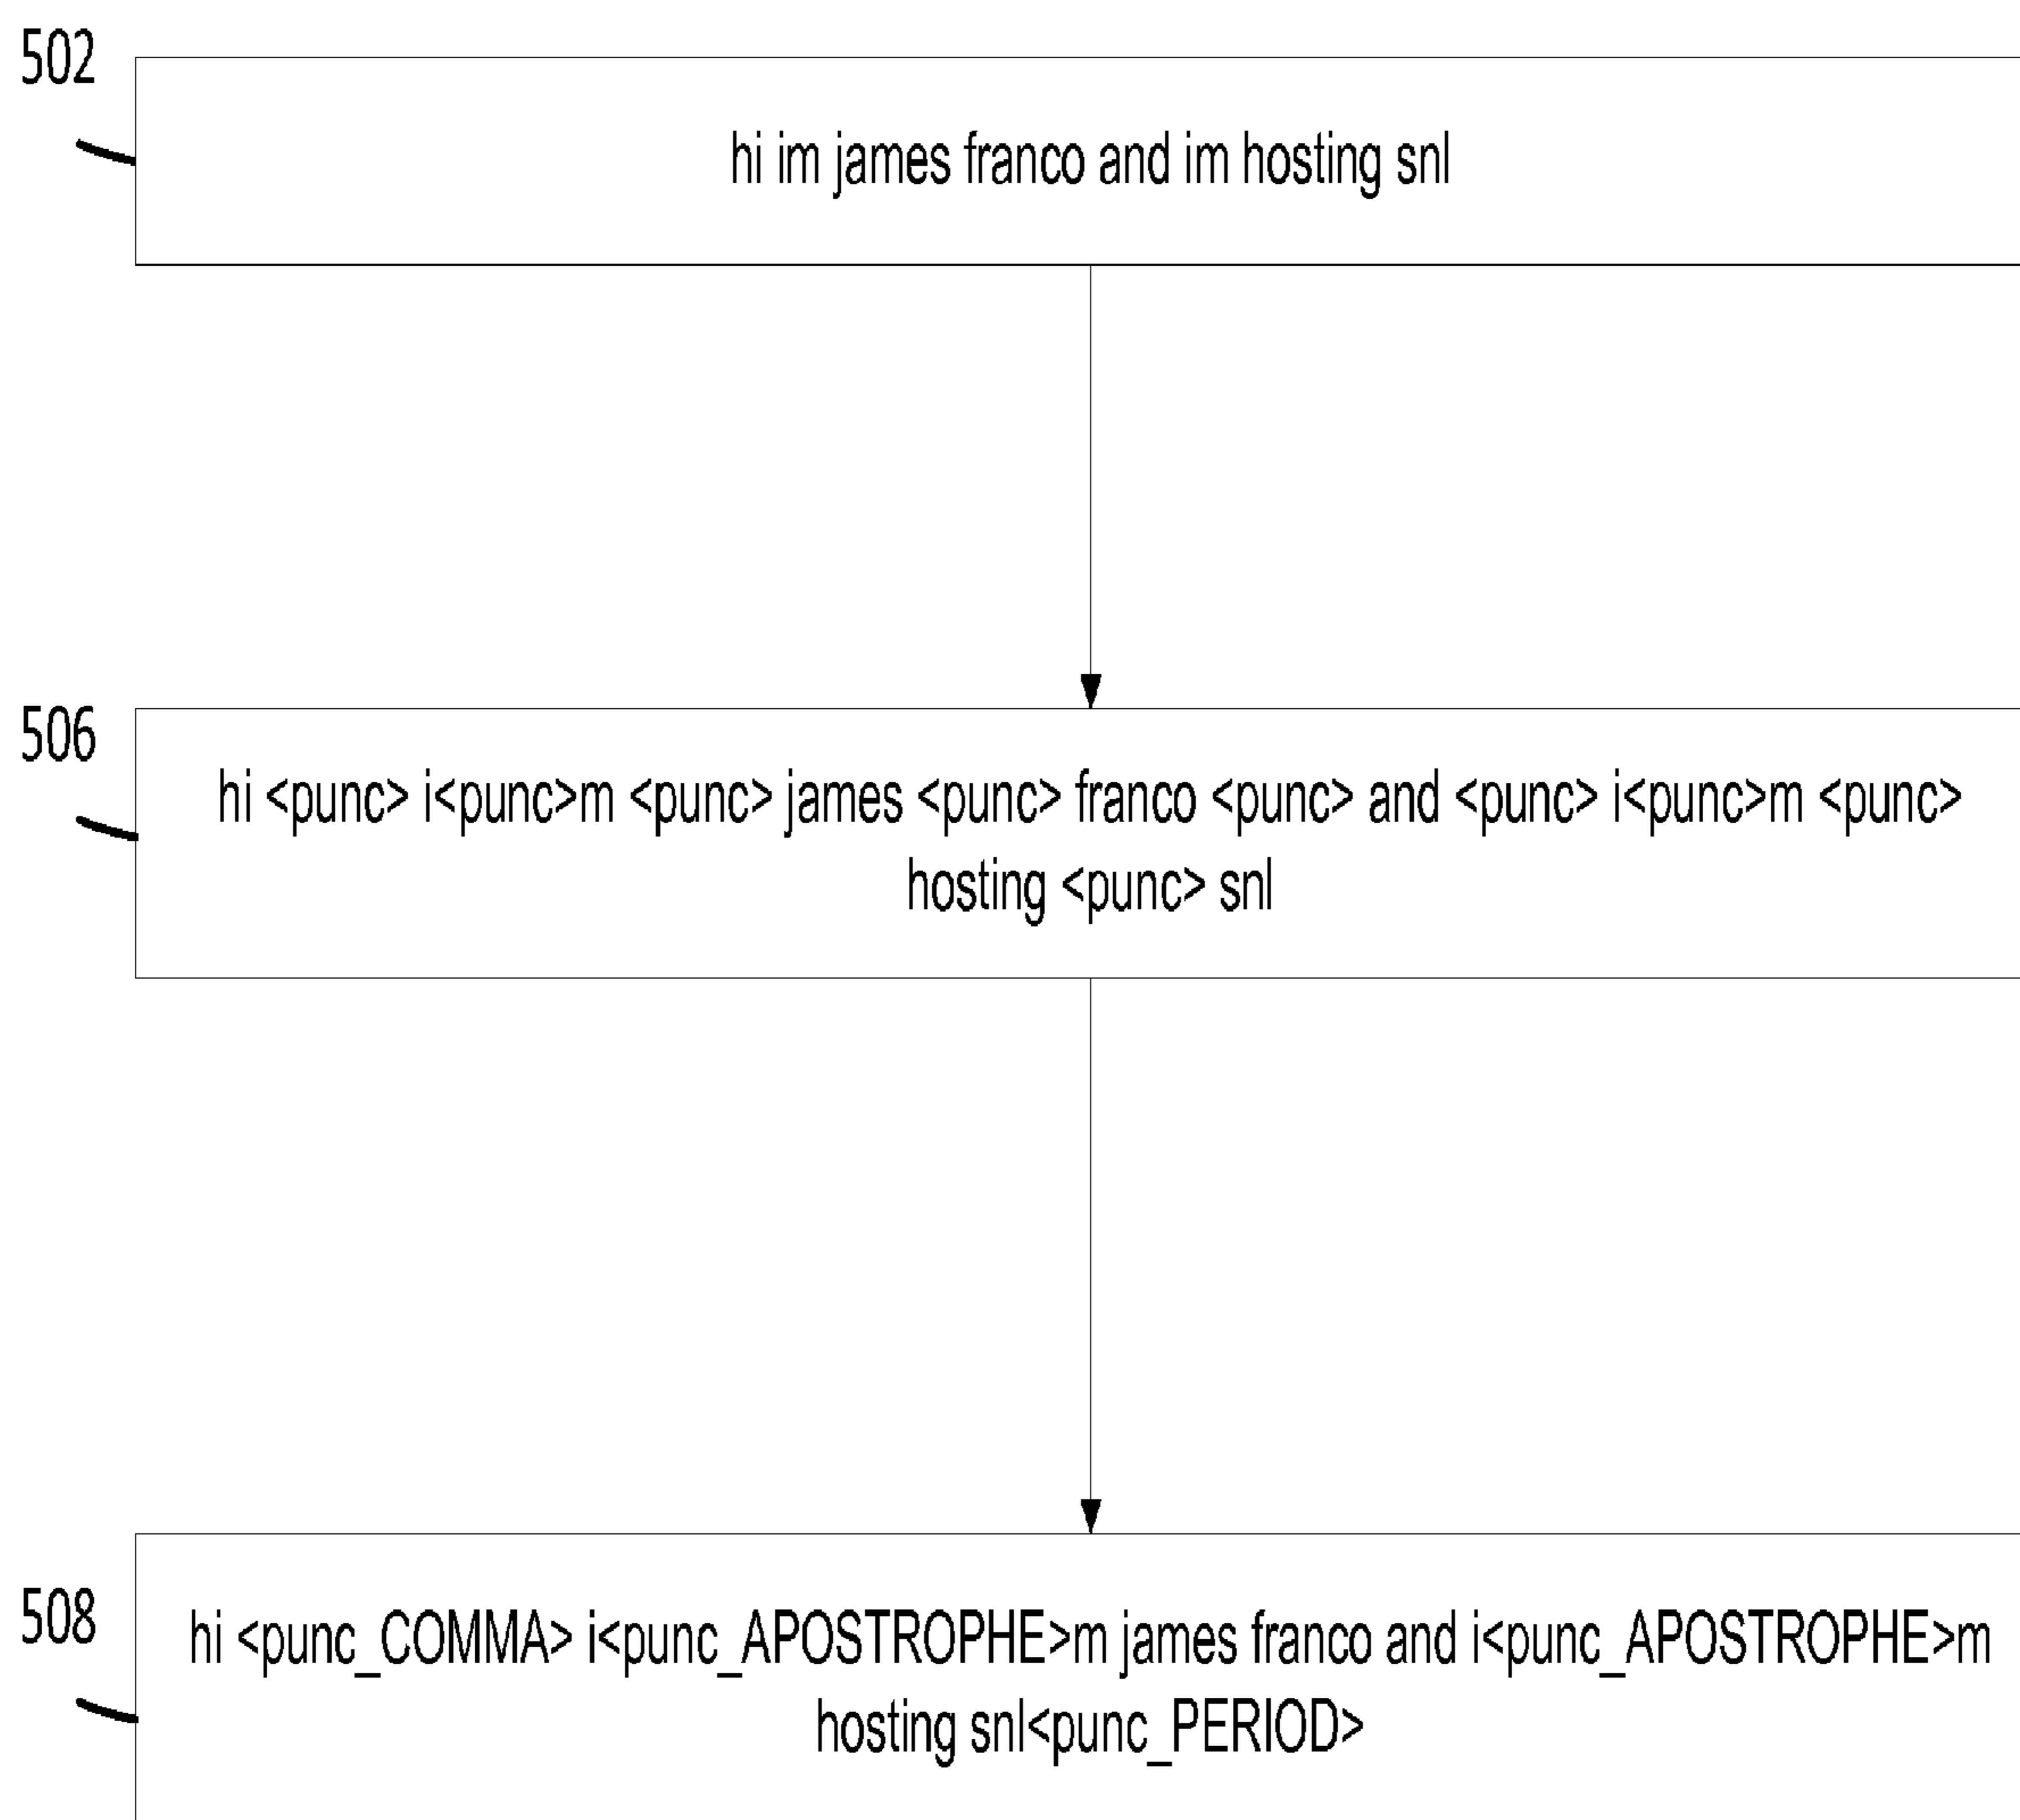 502
hi im james franco and im hosting snl
506
hi <punc> i<punc>m <punc> james <punc> franco <punc> and <punc> i<punc>m <punc>
hosting <punc> snl
508
hi <punc_COMMA> i<punc_APOSTROPHE>m james franco and i<punc_APOSTROPHE>m
hosting snl<punc_PERIOD>